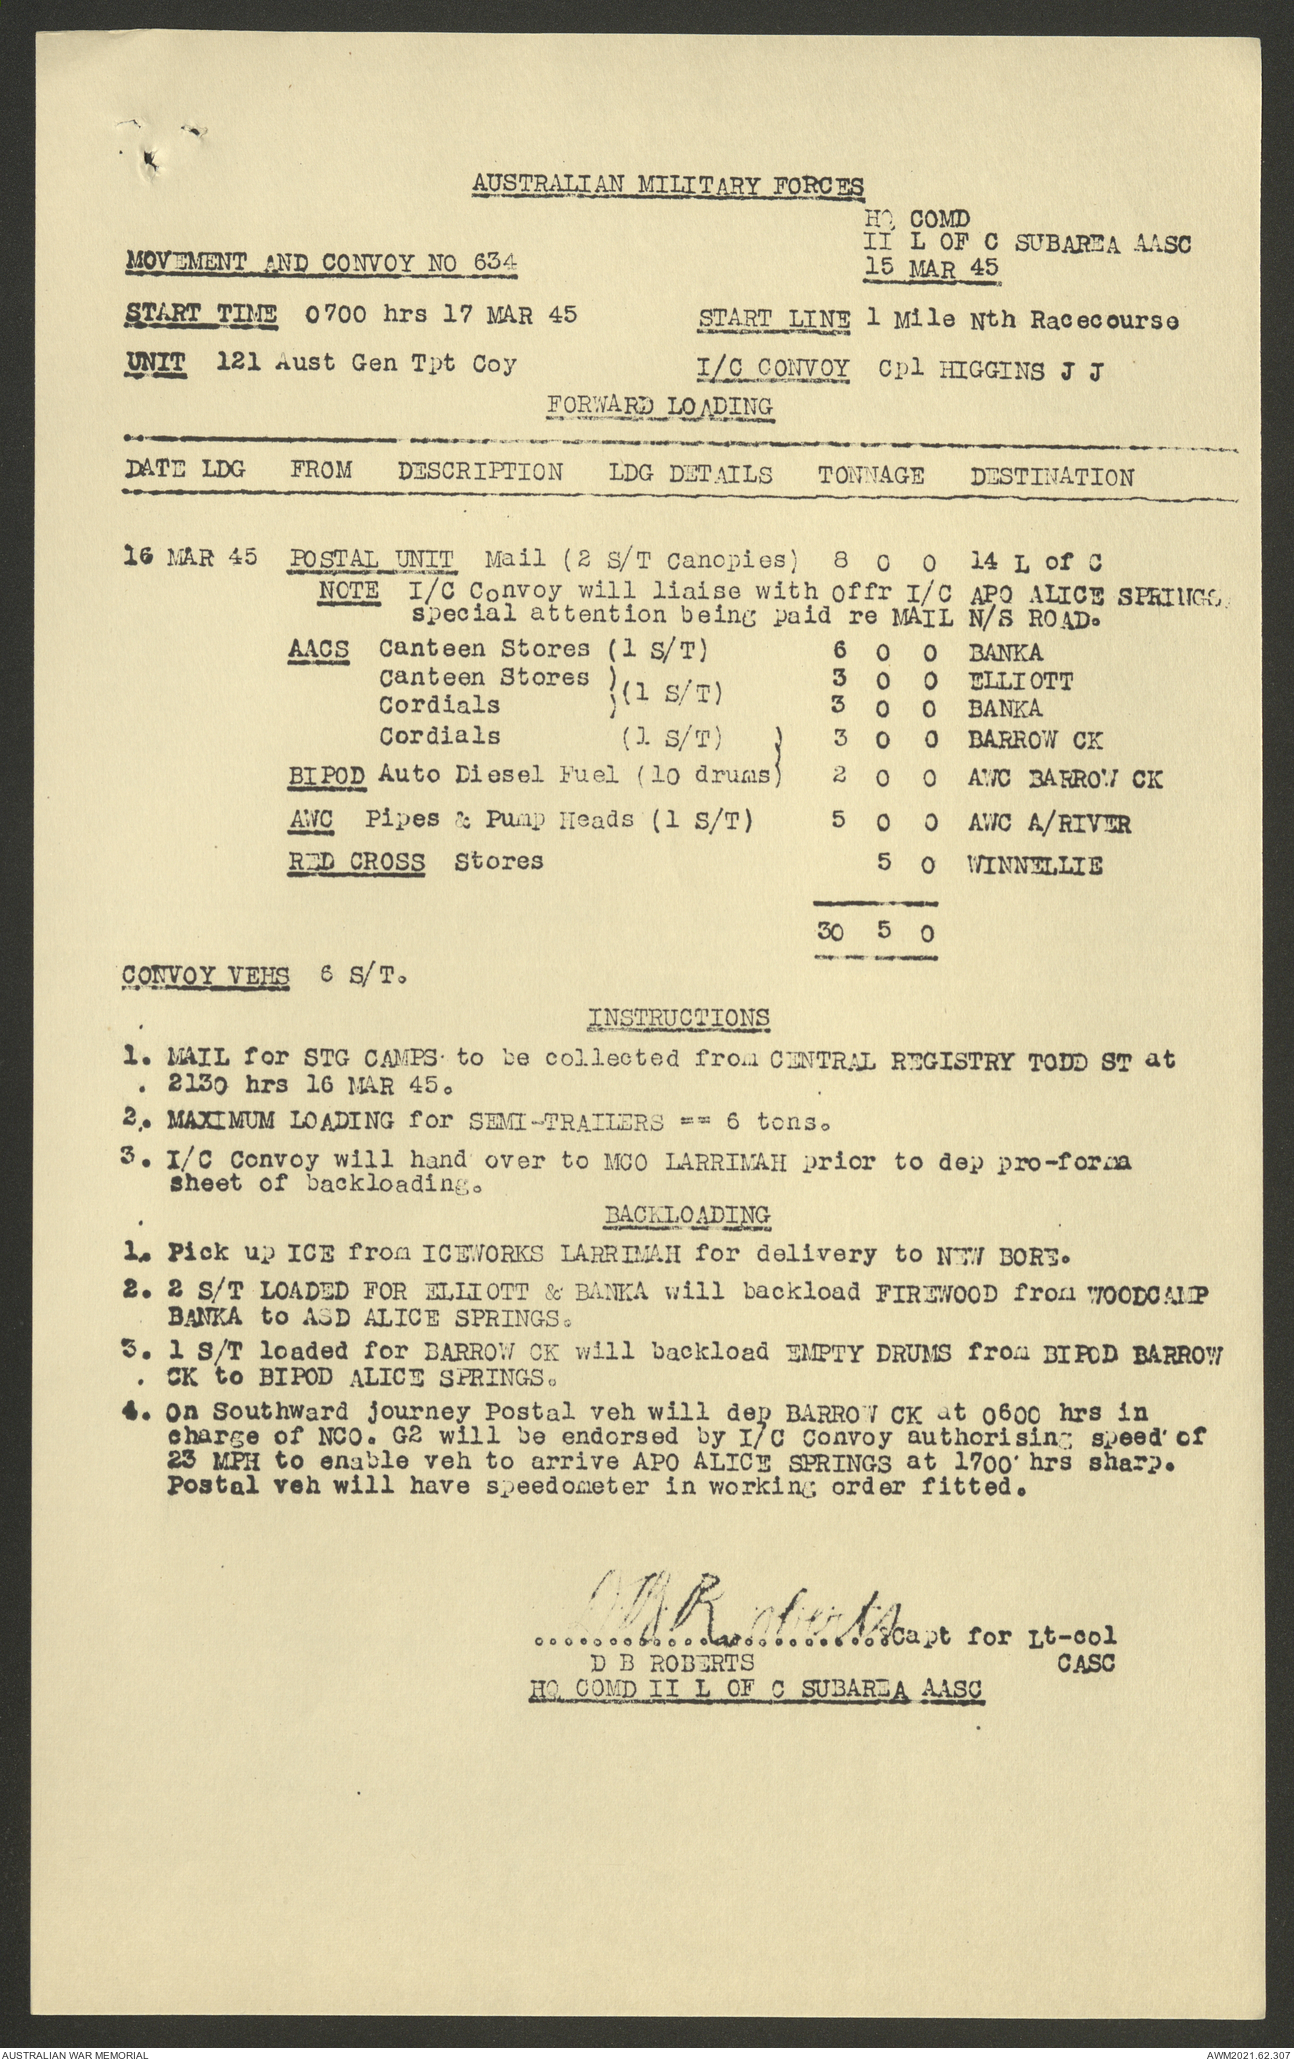 AUSTRALIAN MILITARY FORCES
HQ COMD
II L OF C SUBAREA AASC
MOVEMENT AND CONVOY NO 634
15 MAR 45
START TIME 0700 hrs 17 MAR 45 START LINE 1 Mile Nth Racecourse
UNIT 121 Aust Gen Tpt Coy I/C CONVOY Cpl HIGGINS J J
FORWARD LOADING
DATE LDG FROM DESCRIPTION LDG DETAILS TONNAGE DESTINATION
16 MAR 45 POSTAL UNIT Mail (2 S/T Canopies) 8 0 0 14 L of C
NOTE I/C Convoy will liaise with Offr I/C APO ALICE SPRINGS,
special attention being paid re MAIL N/S ROAD.
AACS Canteen Stores (1 S/T) 6 0 0 BANKA
Canteen Stores ) 3 0 0 ELLIOTT
)(1 S/T)
Cordials ) 3 0 0 BANKA
Cordials (1 S/T) ) 3 0 0 BARROW CK
BIPOD Auto Diesel Fuel (10 drums) 2 0 0 AWC BARROW CK
AWC Pipes & Pump Heads (1 S/T) 5 0 0 AWC A/RIVER
RED CROSS Stores 5 0 WINNELLIE
30 5 0
CONVOY VEHS 6 S/T.
INSTRUCTIONS
1. MAIL for STG CAMPS to be collected from CENTRAL REGISTRY TODD ST at
2130 hrs 16 MAR 45.
2. MAXIMUM LOADING for SEMI-TRAILERS == 6 tons.
3. I/C Convoy will hand over to MCO LARRIMAH prior to dep pro-forma
sheet of backloading.
BACKLOADING
1. Pick up ICE from ICEWORKS LARRIMAH for delivery to NEW BORE.
2. 2 S/T LOADED FOR ELLIOTT & BANKA will backload FIREWOOD from WOODCAMP
BANKA to ASD ALICE SPRINGS.
3. 1 S/T loaded for BARROW CK will backload EMPTY DRUMS from BIPOD BARROW
CK to BIPOD ALICE SPRINGS.
4. On Southward journey Postal veh will dep BARROW CK at 0600 hrs in
charge of NCO. G2 will be endorsed by I/C Convoy authorising speed of
23 MPH to enable veh to arrive APO ALICE SPRINGS at 1700 hrs sharp.
Postal veh will have speedometer in working order fitted.
D B Roberts
........................Capt for Lt-col
D B ROBERTS CASC
HQ COMD II L OF C SUBAREA AASC
AUSTRALIAN WAR MEMORIAL AWM2021.62.307